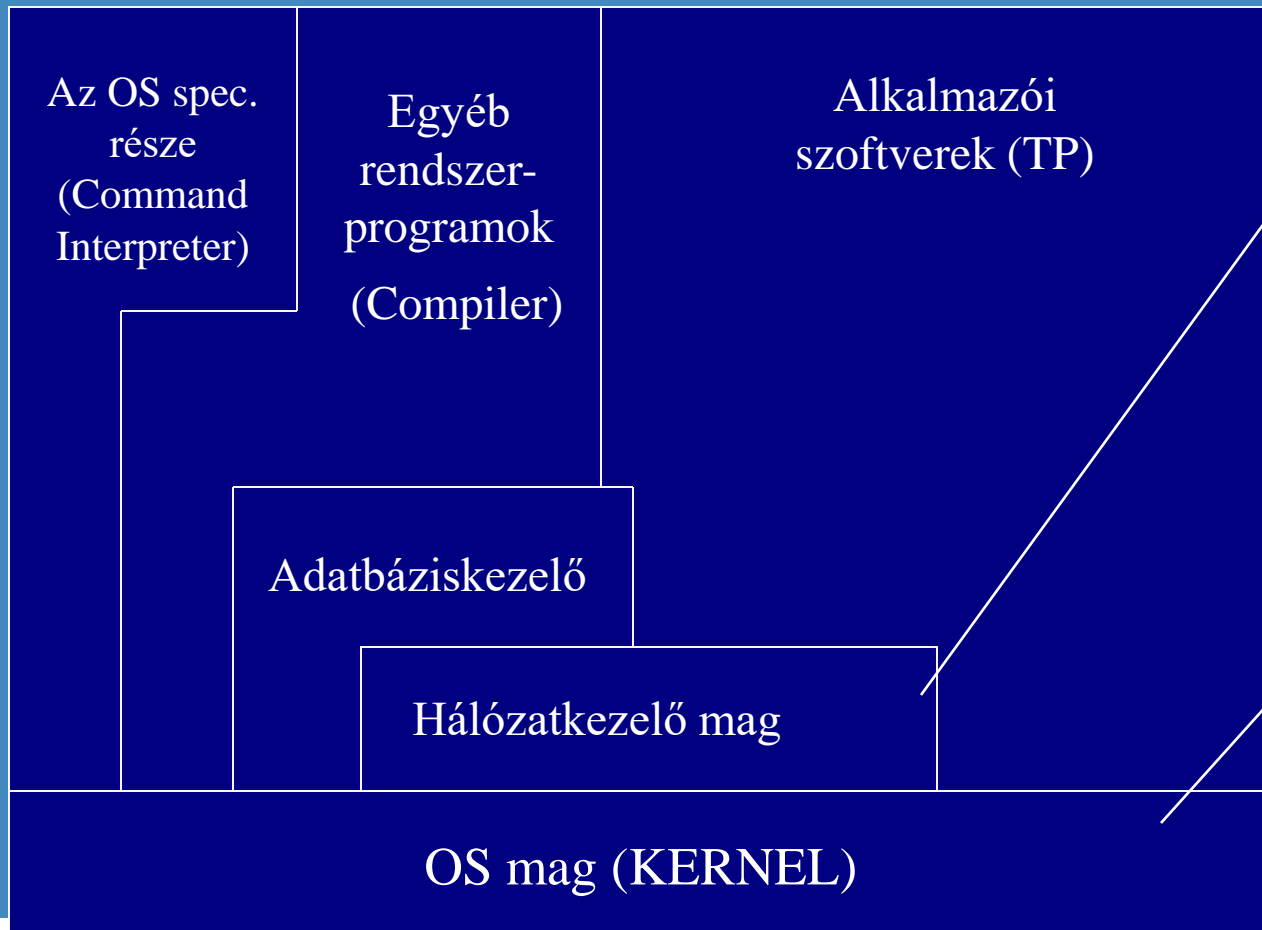 Az OS spec.
része
(Command
Interpreter)
Egyéb
rendszer-
programok
(Compiler)
Alkalmazói
szoftverek (TP)
Adatbáziskezelő
Hálózatkezelő mag
OS mag (KERNEL)